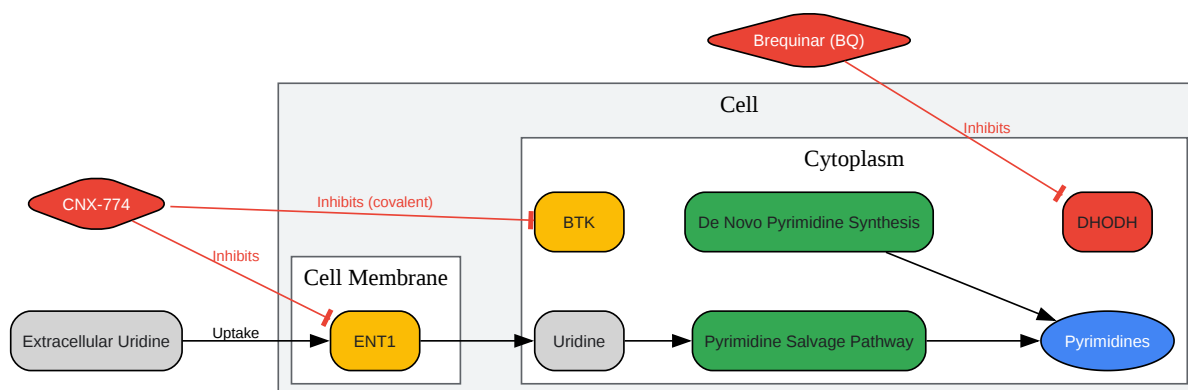 Brequinar (BQ)
Cell
Inhibits
Cytoplasm
CNX-774
Inhibits (covalent)
BTK
De Novo Pyrimidine Synthesis
DHODH
Inhibits
Cell Membrane
Extracellular Uridine
Uptake
ENT1
Uridine
Pyrimidine Salvage Pathway
Pyrimidines